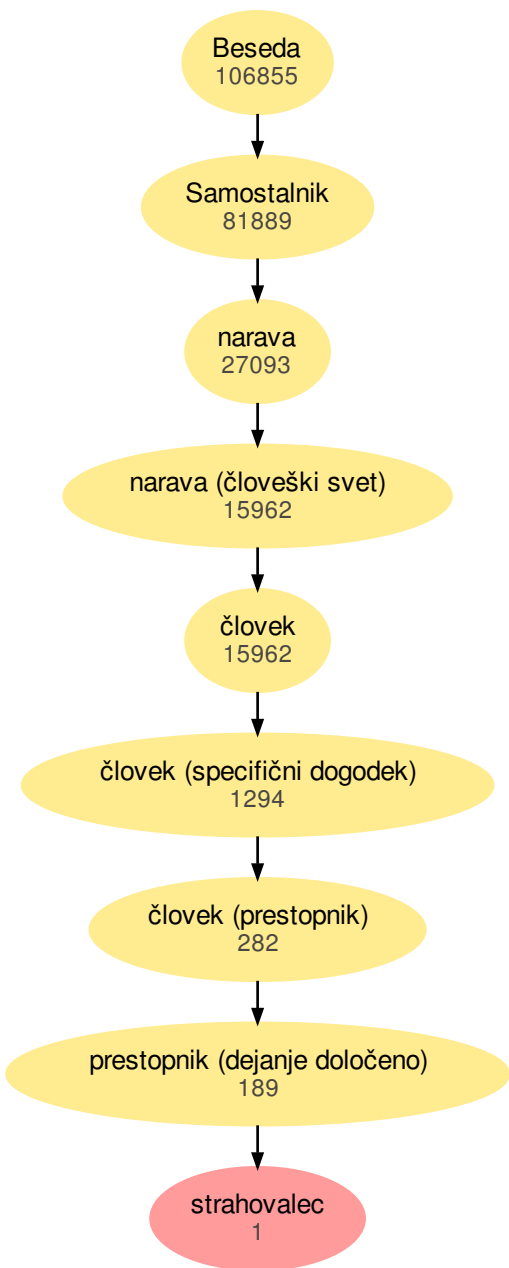 Beseda
106855
Samostalnik
81889
narava
27093
narava (človeški svet)
15962
človek
15962
človek (specifični dogodek)
1294
človek (prestopnik)
282
prestopnik (dejanje določeno)
189
strahovalec
1